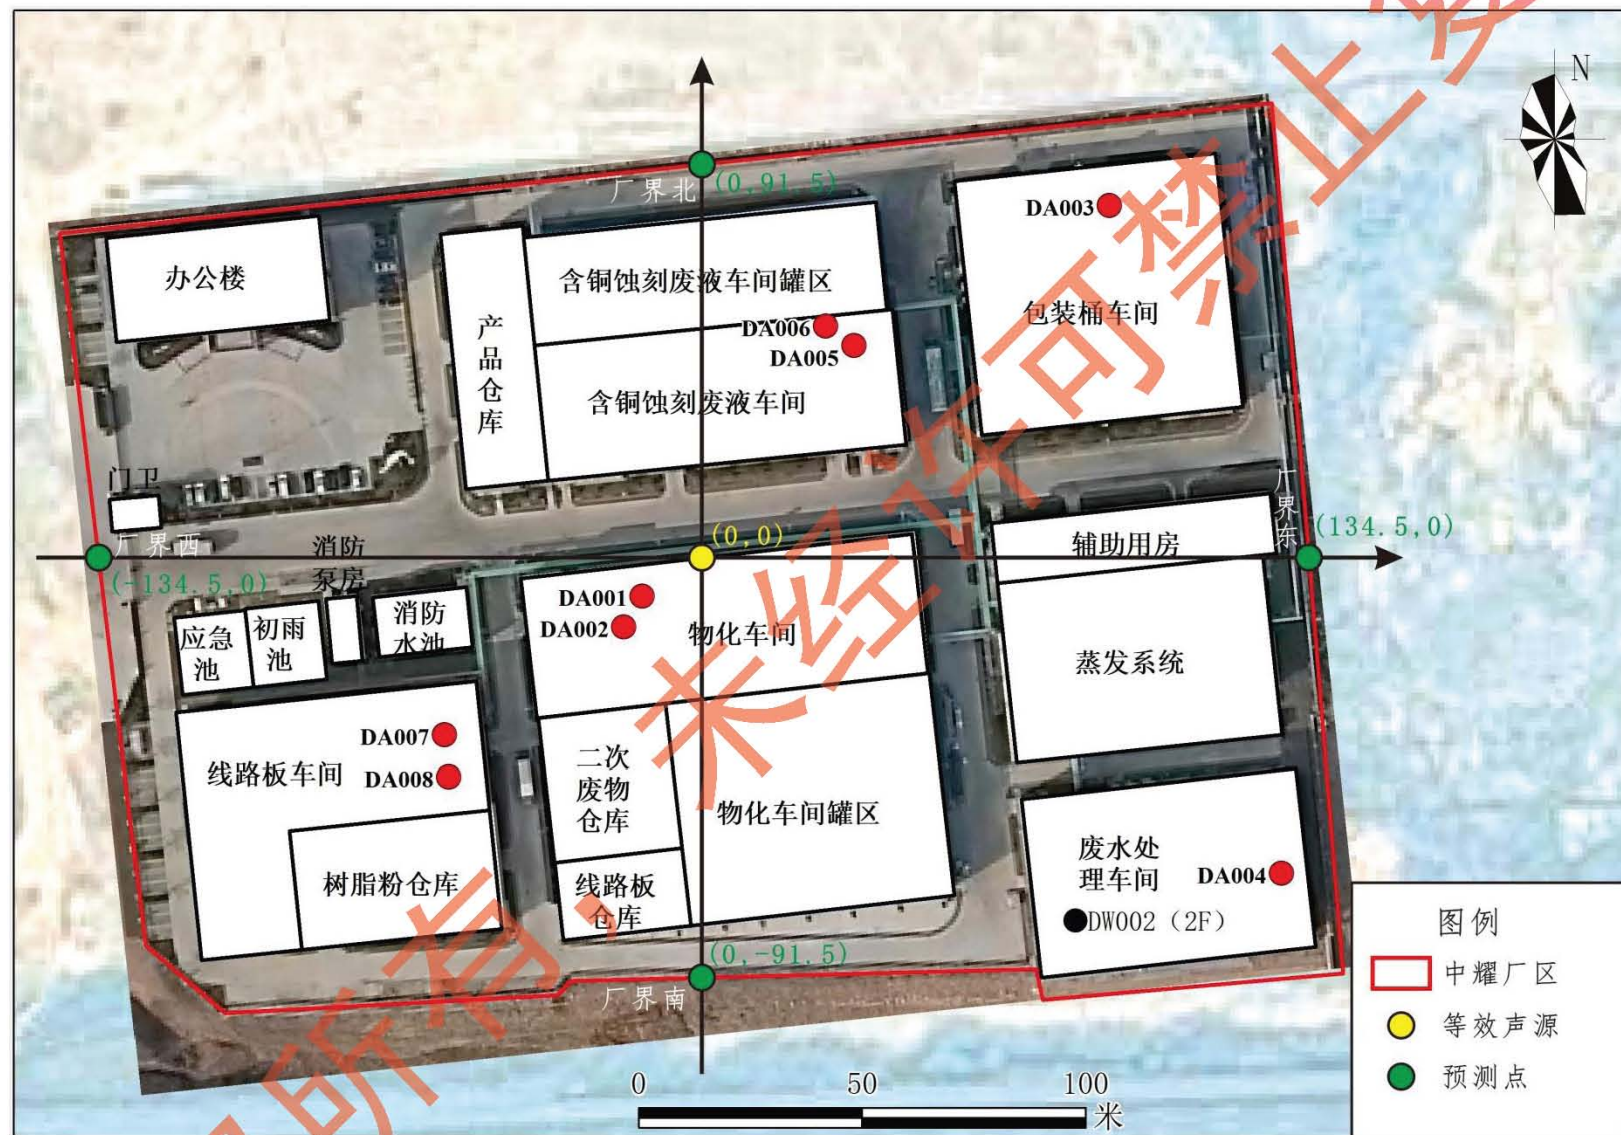 N
厂界北
(0,91.5)
DA003
办公楼
含铜蚀刻废液车间罐区
包装桶车间
产
品
仓
库
DA006
DA005
含铜蚀刻废液车间
门卫
厂
界
东
(134.5,0)
(0,0)
厂界西
(-134.5,0)
消防
泵房
辅助用房
DA001
DA002
物化车间
应急
池
初雨
池
消防
水池
蒸发系统
DA007
线路板车间
DA008
二次
废物
仓库
物化车间罐区
树脂粉仓库
线路板
仓库
废水处
理车间
DA004
DW002（2F）
(0,-91.5)
厂界南
图例
中耀厂区
等效声源
预测点
0 50 100
米
所有，未经许可禁止复